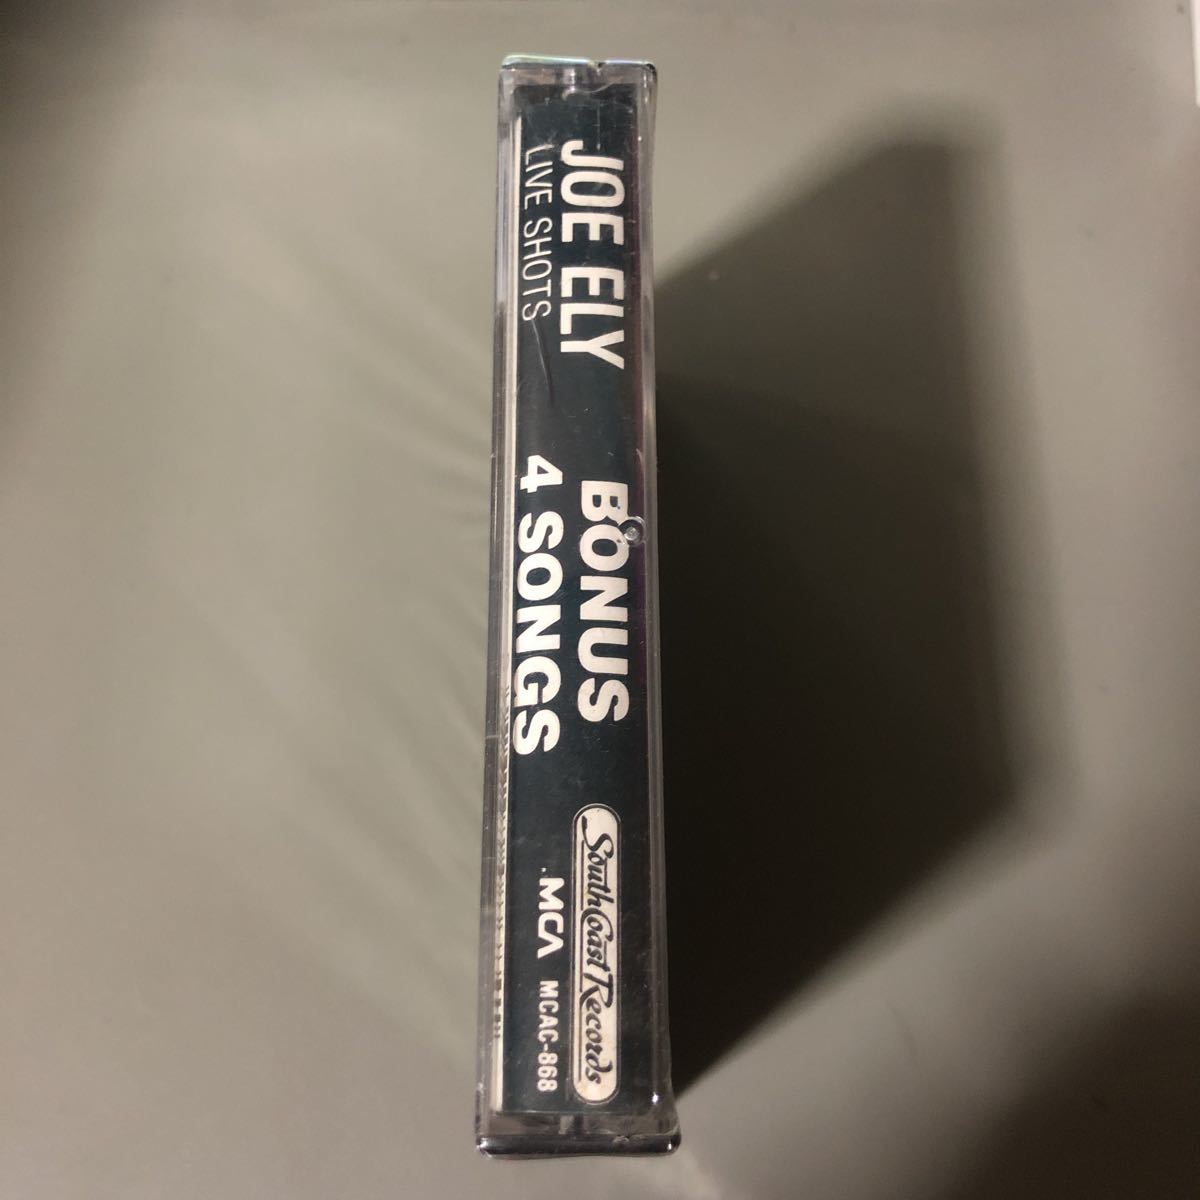 JOE ELY
LIVE SHOTS
BONUS
4 SONGS
South Coast Records
MCA MCAC-868